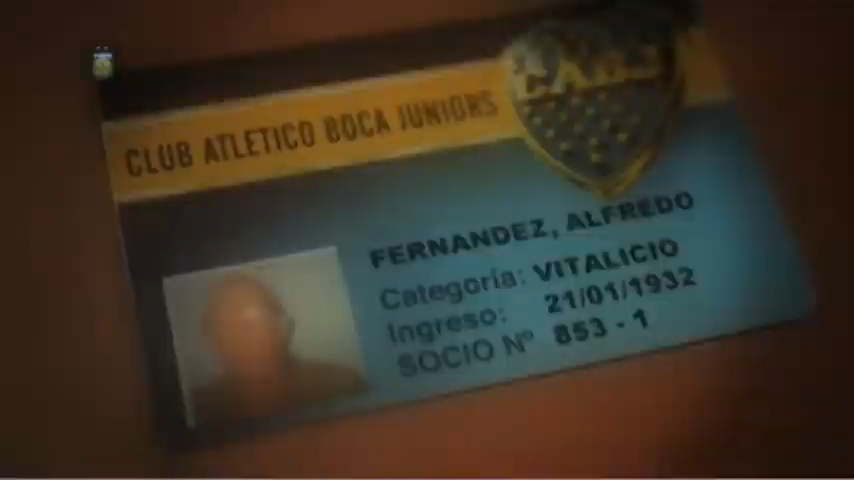 CLUB ATLETICO BOCA JUNIORS
FERNANDEZ, ALFREDO
Categoría: VITALICIO
Ingreso: 21/01/1932
SOCIO Nº 853 - 1